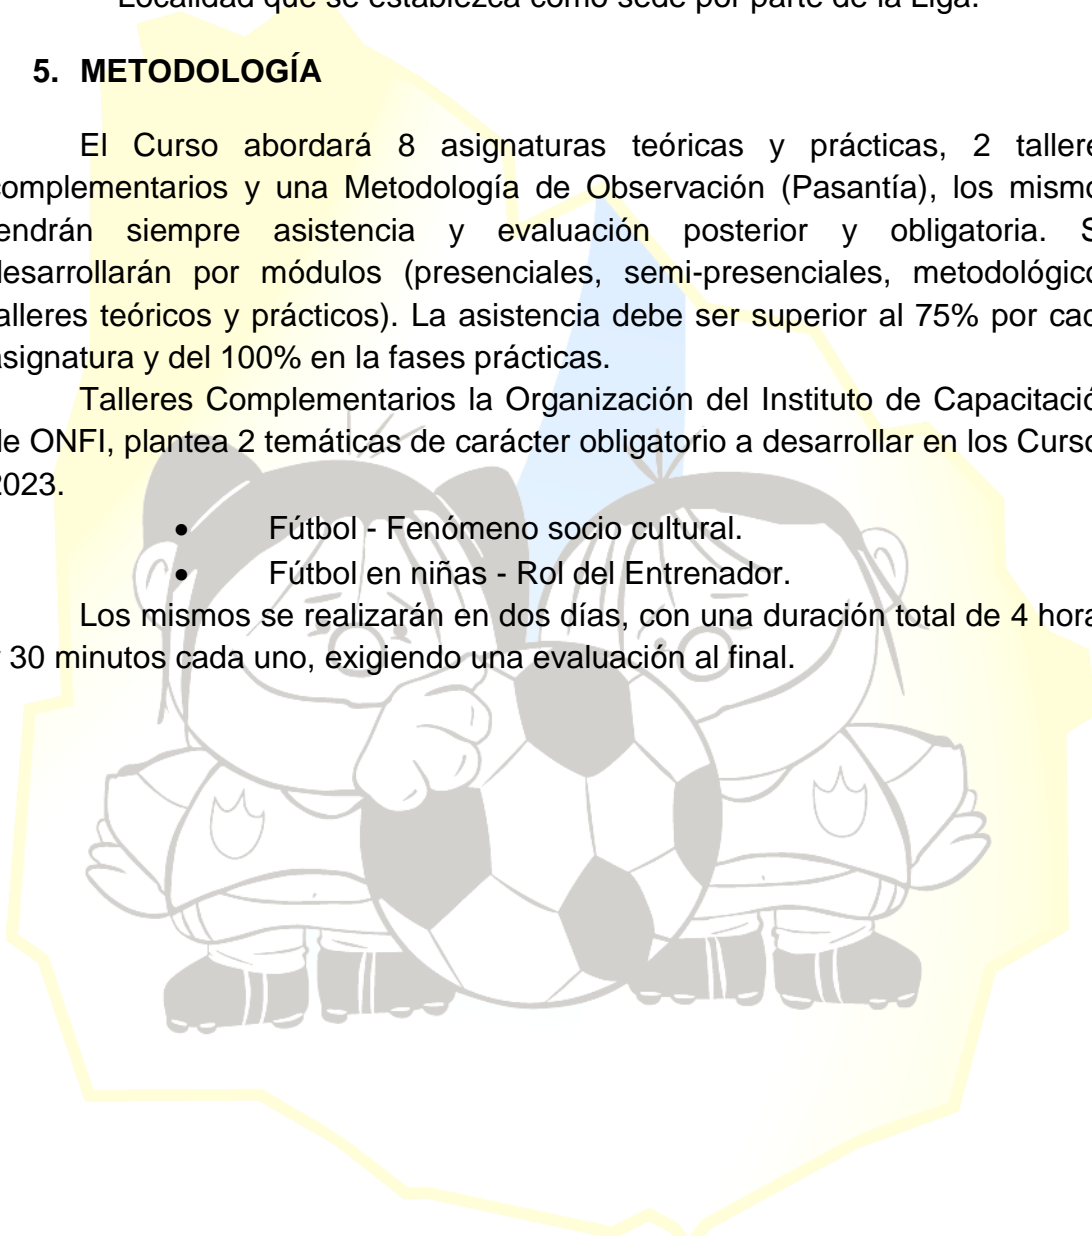 Localidad que se establezca como sede por parte de la Liga.
5. METODOLOGÍA
El Curso abordará 8 asignaturas teóricas y prácticas, 2 tallere
complementarios y una Metodología de Observación (Pasantía), los mismo
endrán siempre asistencia y evaluación posterior y obligatoria. S
desarrollarán por módulos (presenciales, semi-presenciales, metodológico
talleres teóricos y prácticos). La asistencia debe ser superior al 75% por cad
asignatura y del 100% en la fases prácticas.
Talleres Complementarios la Organización del Instituto de Capacitació
de ONFI, plantea 2 temáticas de carácter obligatorio a desarrollar en los Curso
2023.
• Fútbol - Fenómeno socio cultural.
• Fútbol en niñas - Rol del Entrenador.
Los mismos se realizarán en dos días, con una duración total de 4 hora
y 30 minutos cada uno, exigiendo una evaluación al final.